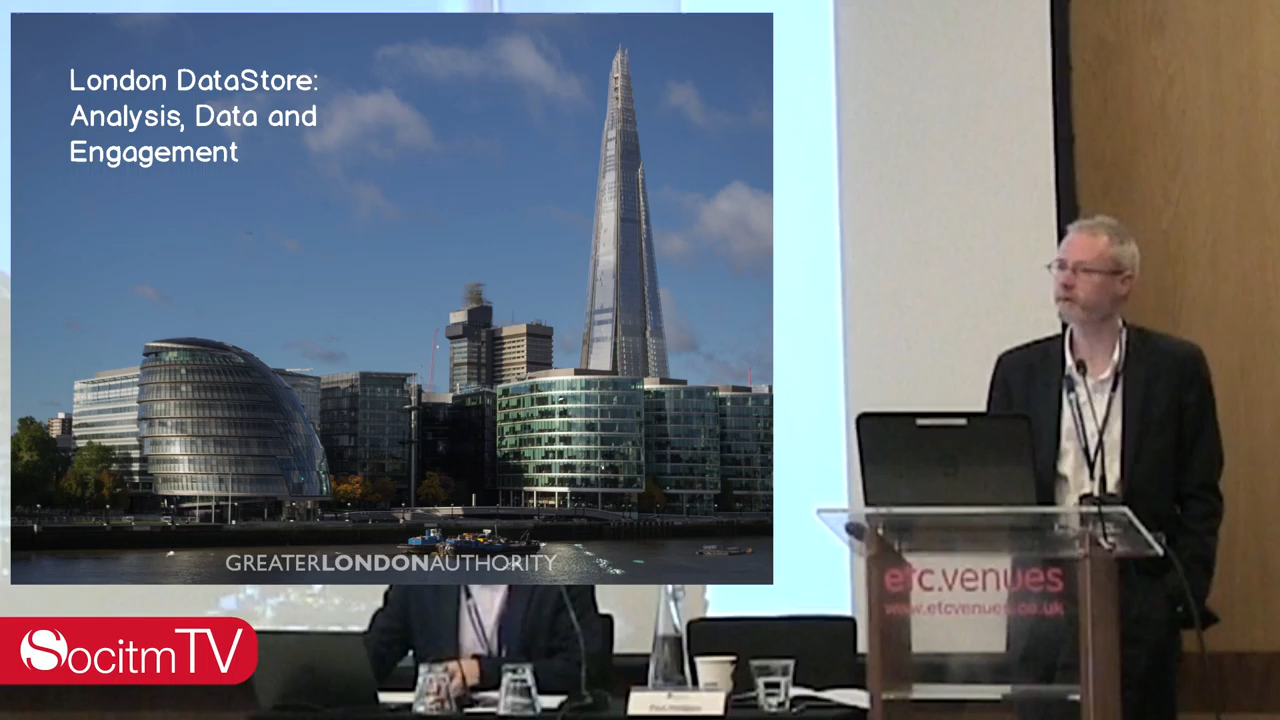 London DataStore:
Analysis, Data and
Engagement
GREATERLONDONAUTHORITY
SocitmTV
etc.venues
www.etcvenues.co.uk